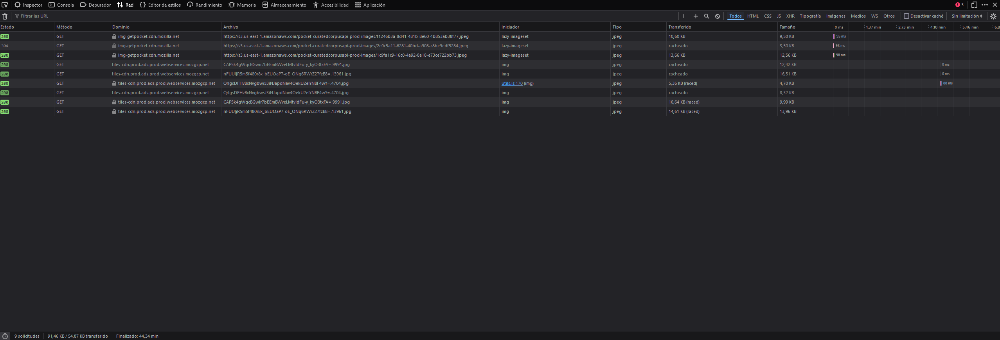 Inspector Consola Depurador Red Editor de estilos Rendimiento Memoria Almacenamiento Accesibilidad Aplicación 3
Filtrar las URL Todos HTML CSS JS XHR Tipografía Imágenes Medios WS Otros Desactivar caché Sin limitación
Estado Método Dominio Archivo Iniciador Tipo Transferido Tamaño 0 ms 1,37 min 2,73 min 4,10 min 5,46 min 6,8
200 GET img-getpocket.cdn.mozilla.net https://s3.us-east-1.amazonaws.com/pocket-curatedcorpusapi-prod-images/f1246b3a-8d41-481b-8e60-4b853ab38f77.jpeg lazy-imageset jpeg 10,60 KB 9,50 KB 95 ms
304 GET img-getpocket.cdn.mozilla.net https://s3.us-east-1.amazonaws.com/pocket-curatedcorpusapi-prod-images/2e0c5a11-6281-40bd-a908-c8be9edf5284.jpeg lazy-imageset jpeg cacheado 3,50 KB 98 ms
200 GET img-getpocket.cdn.mozilla.net https://s3.us-east-1.amazonaws.com/pocket-curatedcorpusapi-prod-images/1c9fa1c9-16c0-4a92-8e18-e73ce722bb73.jpeg lazy-imageset jpeg 13,66 KB 12,56 KB 98 ms
200 GET tiles-cdn.prod.ads.prod.webservices.mozgcp.net CAP5k4gWqcBGwir7bEEmBWveLMtvldFu-y_kyO3txFA=.9991.jpg img jpeg cacheado 12,42 KB 0 ms
200 GET tiles-cdn.prod.ads.prod.webservices.mozgcp.net nFUUIjR5m5f480r8x_bEUOaP7-oE_ONq6RWrZ27fzB8=.13961.jpg img jpeg cacheado 16,51 KB 0 ms
200 GET tiles-cdn.prod.ads.prod.webservices.mozgcp.net QrIgsDFHvBxNvgbwsJ3iNJapdNav4OekU2eIYNBF4wY=.4704.jpg utils.js:170 (img) jpeg 5,36 KB (raced) 4,70 KB 88 ms
200 GET tiles-cdn.prod.ads.prod.webservices.mozgcp.net QrIgsDFHvBxNvgbwsJ3iNJapdNav4OekU2eIYNBF4wY=.4704.jpg img jpeg cacheado 8,32 KB
200 GET tiles-cdn.prod.ads.prod.webservices.mozgcp.net CAP5k4gWqcBGwir7bEEmBWveLMtvldFu-y_kyO3txFA=.9991.jpg img jpeg 10,64 KB (raced) 9,99 KB
200 GET tiles-cdn.prod.ads.prod.webservices.mozgcp.net nFUUIjR5m5f480r8x_bEUOaP7-oE_ONq6RWrZ27fzB8=.13961.jpg img jpeg 14,61 KB (raced) 13,96 KB
9 solicitudes 91,46 KB / 54,87 KB transferido Finalizado: 44,34 min